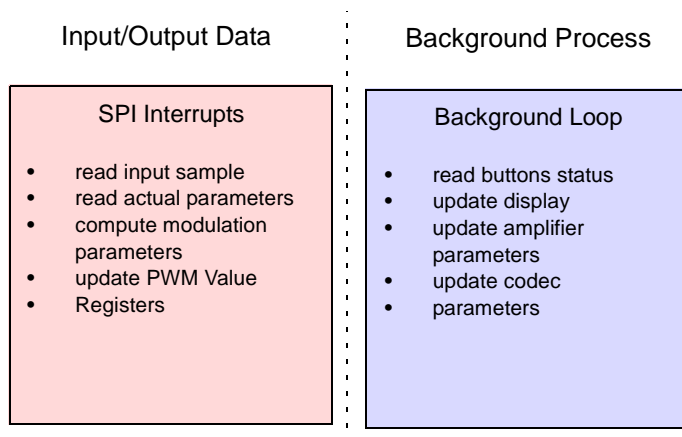 Input/Output Data
SPI Interrupts
• read input sample
• read actual parameters
• compute modulation
parameters
• update PWM Value
• Registers
Background Process
Background Loop
• read buttons status
• update display
• update amplifier
parameters
• update codec
• parameters